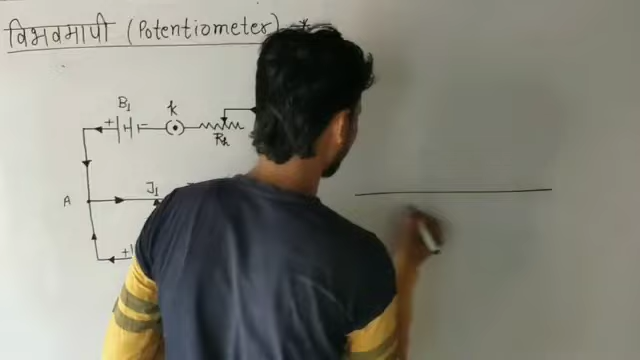 विभवमापी (Potentiometer)
B1
K
+
-
Rh
A
J1
+